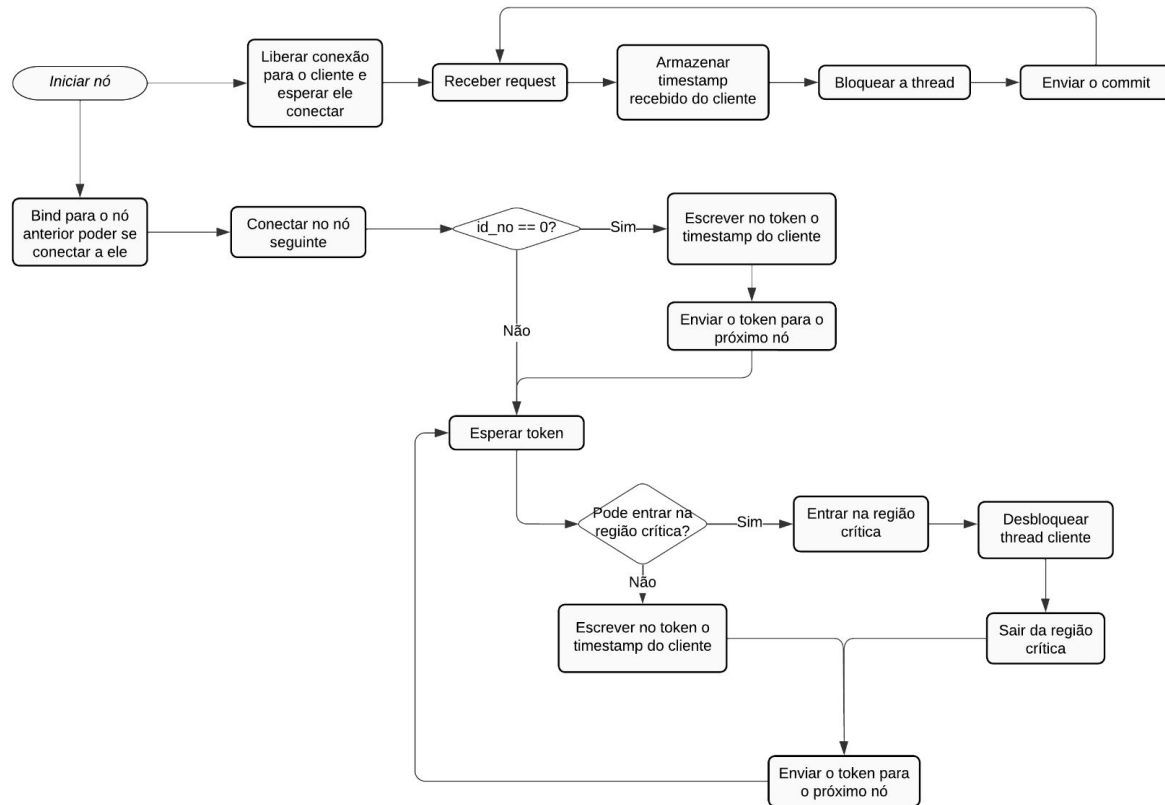 Iniciar nó
Liberar conexão
para o cliente e
esperar ele
conectar
Receber request
Armazenar
timestamp
recebido do cliente
Bloquear a thread
Enviar o commit
Bind para o nó
anterior poder se
conectar a ele
Conectar no nó
seguinte
id_no == 0?
Sim
Escrever no token o
timestamp do cliente
Enviar o token para o
próximo nó
Não
Esperar token
Pode entrar na
região crítica?
Sim
Entrar na região
crítica
Desbloquear
thread cliente
Não
Escrever no token o
timestamp do cliente
Sair da região
crítica
Enviar o token para
o próximo nó